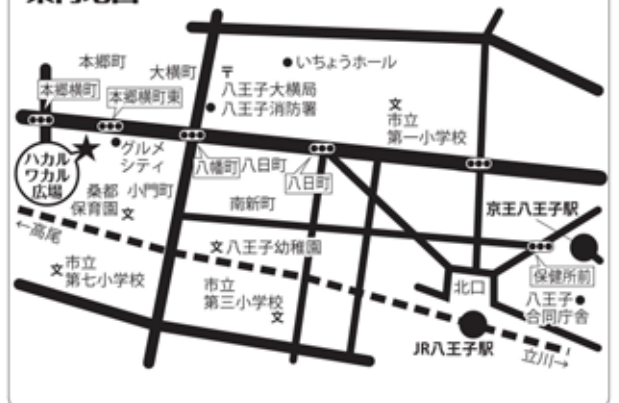 本郷町
大横町
〒
八王子大横局
八王子消防署
いちょうホール
文
市立
第一小学校
本郷横町
本郷横町東
グルメ
シティ
ハカル
ワカル
広場
八幡町
八日町
八日町
桑都
保育園文
小門町
南新町
京王八王子駅
←高尾
文八王子幼稚園
保健所前
文市立
第七小学校
市立
第三小学校
文
北口
八王子
合同庁舎
JR八王子駅
立川→